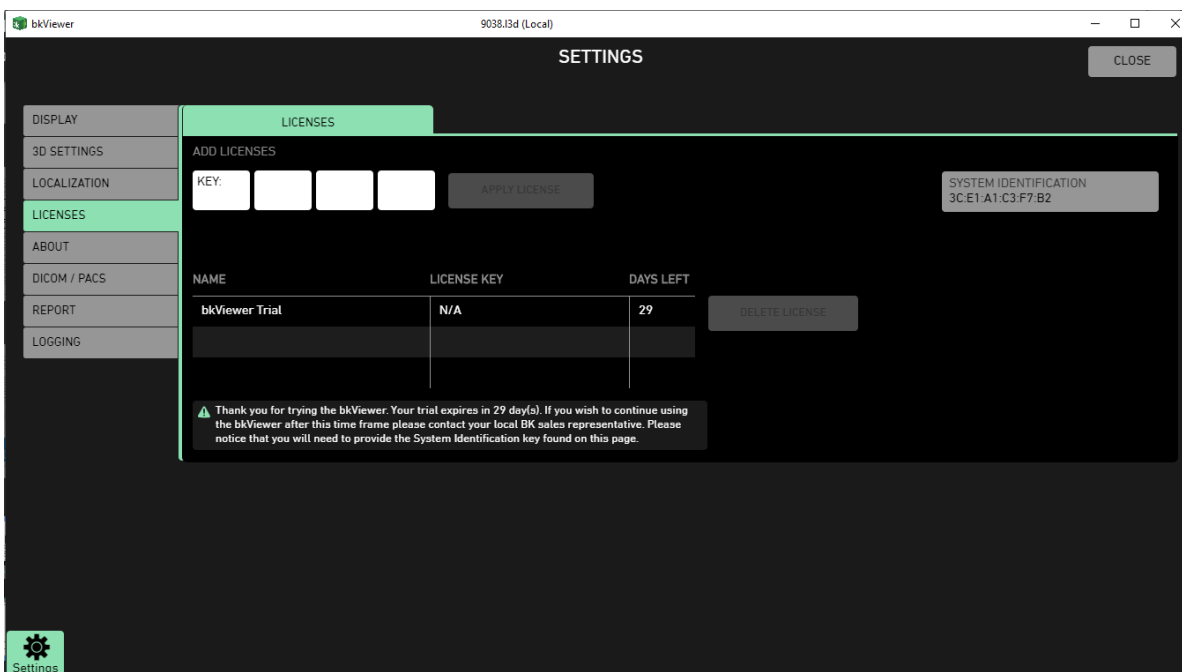 bkViewer
9038.l3d (Local)
SETTINGS
CLOSE
DISPLAY
3D SETTINGS
LOCALIZATION
LICENSES
ABOUT
DICOM / PACS
REPORT
LOGGING
LICENSES
ADD LICENSES
KEY:
APPLY LICENSE
SYSTEM IDENTIFICATION
3C:E1:A1:C3:F7:B2
NAME LICENSE KEY DAYS LEFT
bkViewer Trial N/A 29
DELETE LICENSE
Thank you for trying the bkViewer. Your trial expires in 29 day(s). If you wish to continue using
the bkViewer after this time frame please contact your local BK sales representative. Please
notice that you will need to provide the System Identification key found on this page.
Settings